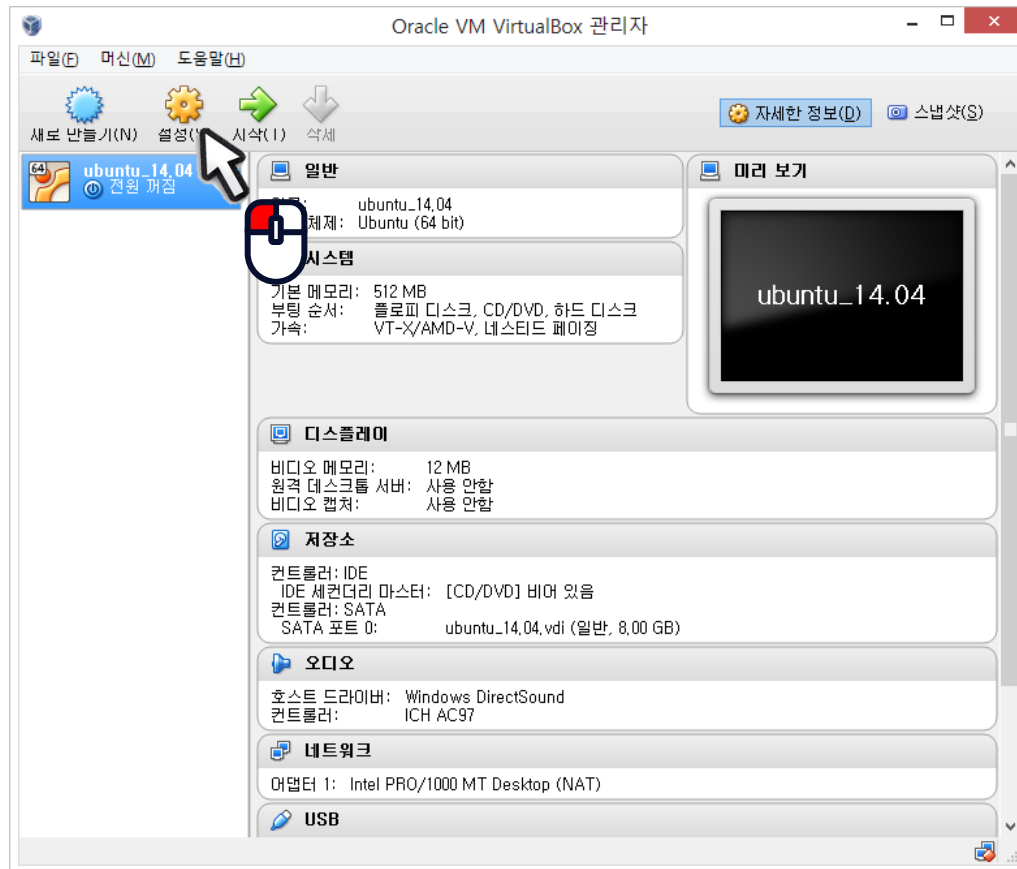 Oracle VM VirtualBox 관리자
파일(F) 머신(M) 도움말(H)
새로 만들기(N) 설정( 시작(T) 삭제
자세한 정보(D) 스냅샷(S)
64 ubuntu_14.04
전원 꺼짐
일반
ubuntu_14.04
체제: Ubuntu (64 bit)
시스템
기본 메모리: 512 MB
부팅 순서: 플로피 디스크, CD/DVD, 하드 디스크
가속: VT-X/AMD-V, 네스티드 페이징
미리 보기
ubuntu_14.04
디스플레이
비디오 메모리: 12 MB
원격 데스크톱 서버: 사용 안함
비디오 캡처: 사용 안함
저장소
컨트롤러: IDE
IDE 세컨더리 마스터: [CD/DVD] 비어 있음
컨트롤러: SATA
SATA 포트 0: ubuntu_14.04.vdi (일반, 8.00 GB)
오디오
호스트 드라이버: Windows DirectSound
컨트롤러: ICH AC97
네트워크
어댑터 1: Intel PRO/1000 MT Desktop (NAT)
USB